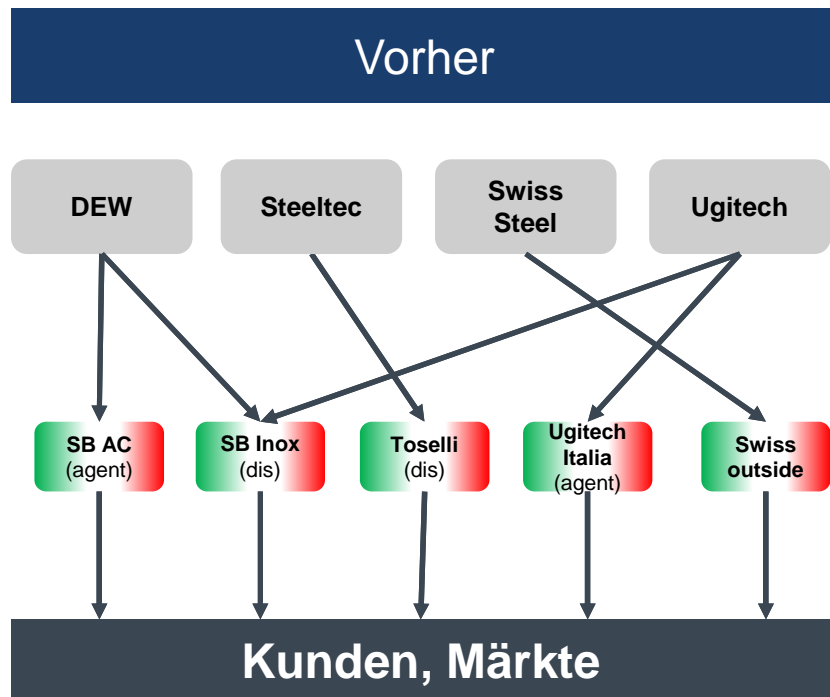 Vorher
DEW
Steeltec
Swiss
Steel
Ugitech
SB AC
(agent)
SB Inox
(dis)
Toselli
(dis)
Ugitech
Italia
(agent)
Swiss
outside
Kunden, Märkte